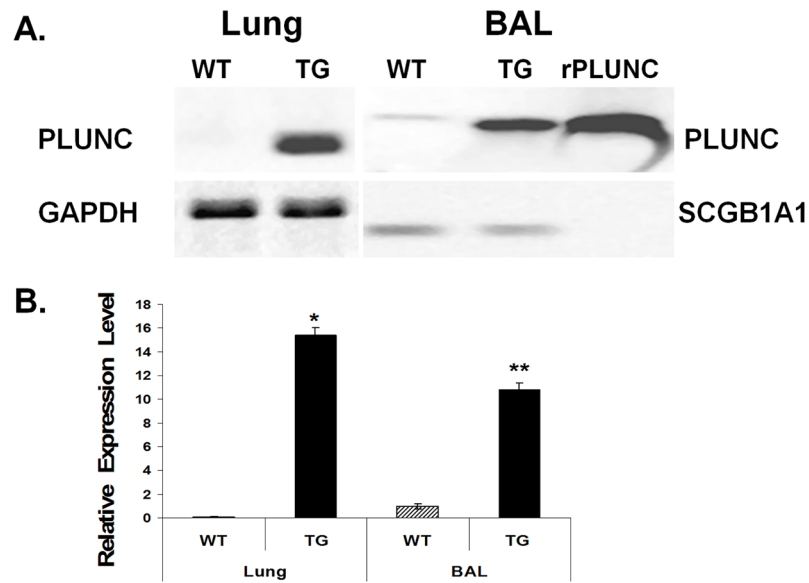 A.
Lung BAL
WT TG WT TG rPLUNC
PLUNC PLUNC
GAPDH SCGB1A1
B.
Relative Expression Level
18
16
14
12
10
8
6
4
2
0
*
**
WT TG WT TG
Lung BAL